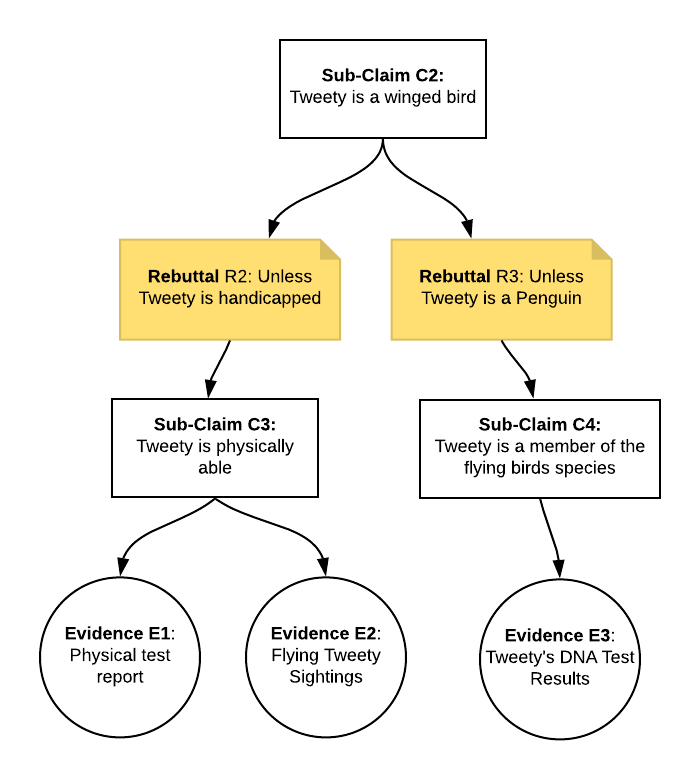 Sub-Claim C2:
Tweety is a winged bird
Rebuttal R2: Unless
Tweety is handicapped
Rebuttal R3: Unless
Tweety is a Penguin
Sub-Claim C3:
Tweety is physically
able
Sub-Claim C4:
Tweety is a member of the
flying birds species
Evidence E1:
Physical test
report
Evidence E2:
Flying Tweety
Sightings
Evidence E3:
Tweety's DNA Test
Results